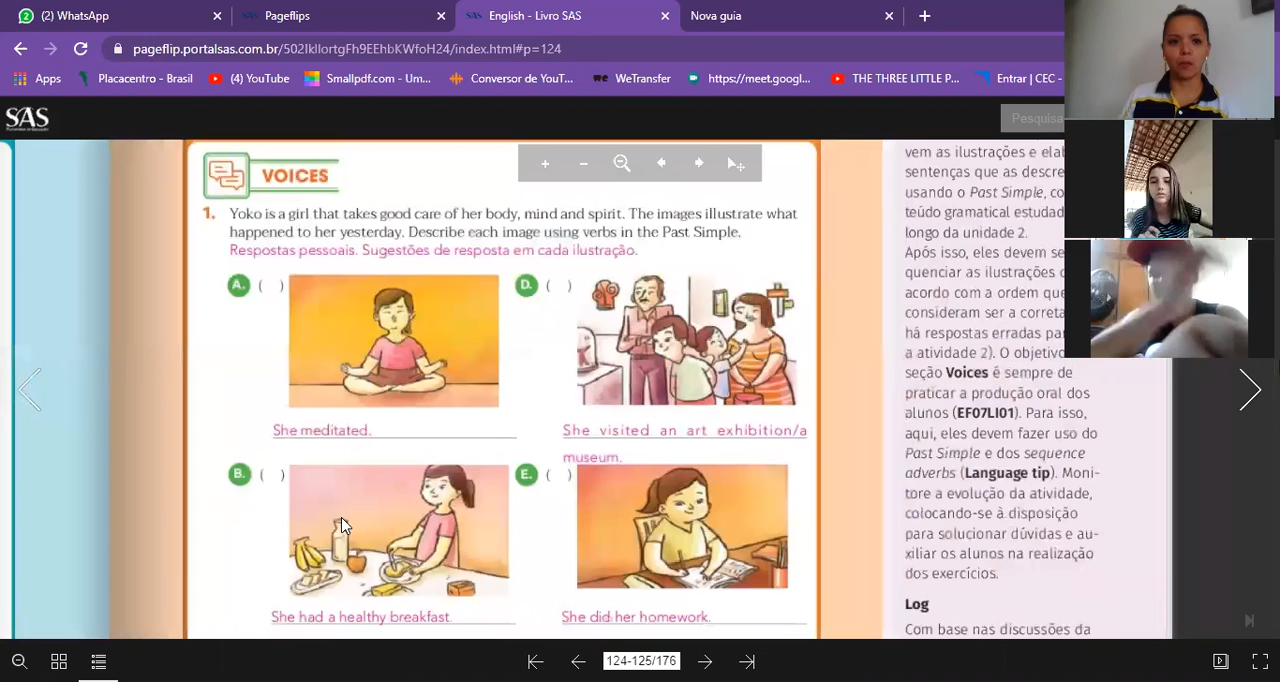 (2) WhatsApp
Pageflips
English - Livro SAS
Nova guia
pageflip.portalsas.com.br/502lkllortgFh9EEhbKWfoH24/index.html#p=124
Apps
Placacentro - Brasil
(4) YouTube
Smallpdf.com - Um...
Conversor de YouT...
WeTransfer
https://meet.googl...
THE THREE LITTLE P...
Entrar | CEC -
SAS
Pesquisa
VOICES
1. Yoko is a girl that takes good care of her body, mind and spirit. The images illustrate what
happened to her yesterday. Describe each image using verbs in the Past Simple.
Respostas pessoais. Sugestões de resposta em cada ilustração.
A. ( )
She meditated.
D. ( )
She visited an art exhibition/a
museum.
B. ( )
She had a healthy breakfast.
E. ( )
She did her homework.
vem as ilustrações e elab
sentenças que as descre
usando o Past Simple, co
teúdo gramatical estudad
longo da unidade 2.
Após isso, eles devem se
quenciar as ilustrações d
acordo com a ordem que
consideram ser a correta
há respostas erradas par
a atividade 2). O objetivo
seção Voices é sempre de
praticar a produção oral dos
alunos (EF07LI01). Para isso,
aqui, eles devem fazer uso do
Past Simple e dos sequence
adverbs (Language tip). Moni-
tore a evolução da atividade,
colocando-se à disposição
para solucionar dúvidas e au-
xiliar os alunos na realização
dos exercícios.
Log
Com base nas discussões da
124-125/176